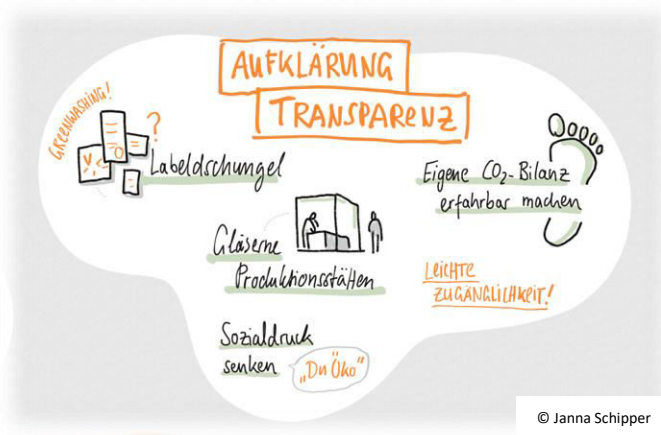 AUFKLÄRUNG
TRANSPARENZ
GREENWASHING!
?
Labeldschungel
Eigene CO₂-Bilanz
erfahrbar machen
Gläserne
Produktionsstätten
LEICHTE
ZUGÄNGLICHKEIT!
Sozialdruck
senken
„Du Öko"
© Janna Schipper